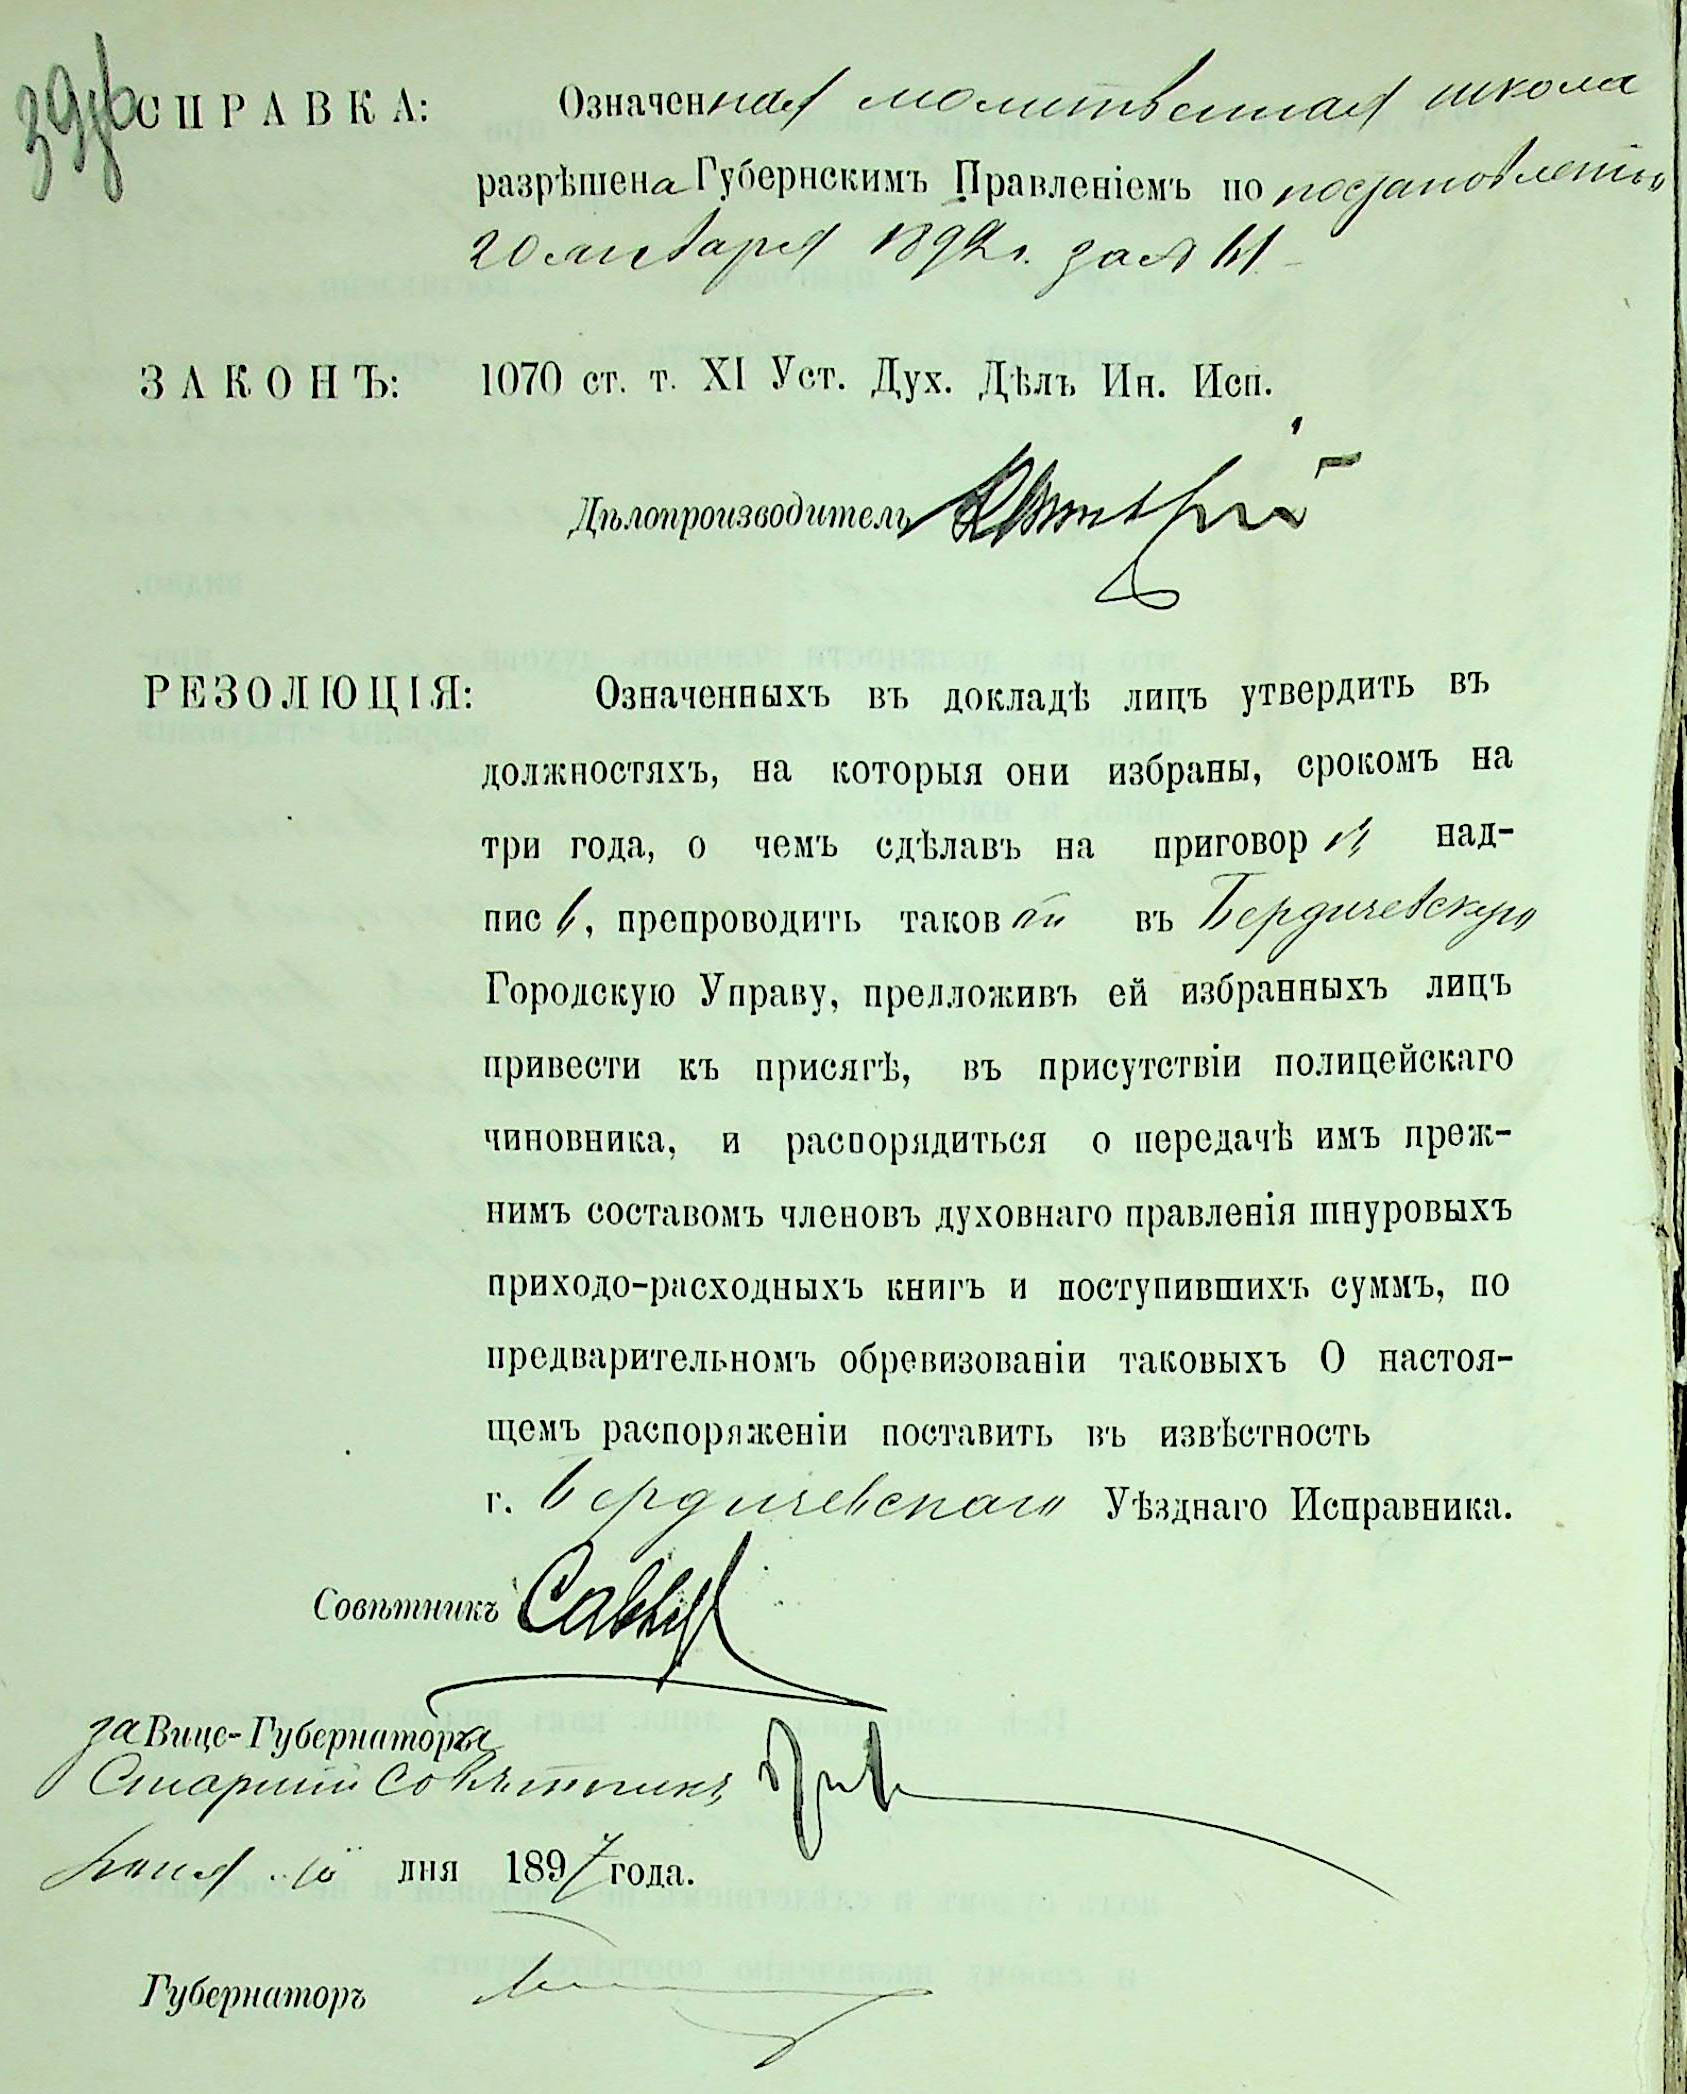 СПРАВКА: Означенная молитвенная школа
разрѣшена Губернскимъ Правленіемъ по постановленію
20 января 1892 г. за № 61.
ЗАКОНЪ: 1070 ст. т. XI Уст. Дух. Дѣлъ Ин. Исп.
Дѣлопроизводитель
РЕЗОЛЮЦІЯ: Означенныхъ въ докладѣ лицъ утвердить въ
должностяхъ, на которыя они избраны, срокомъ на
три года, о чемъ сдѣлавъ на приговорѣ над-
пись, препроводить таковой въ Бердичевскую
Городскую Управу, предложивъ ей избранныхъ лицъ
привести къ присягѣ, въ присутствіи полицейскаго
чиновника, и распорядиться о передачѣ имъ преж-
нимъ составомъ членовъ духовнаго правленія шнуровыхъ
приходо-расходныхъ книгъ и поступившихъ суммъ, по
предварительномъ обревизованіи таковыхъ О настоя-
щемъ распоряженіи поставить въ извѣстность
г. Бердичевскаго Уѣзднаго Исправника.
Совѣтникъ
за Вице-Губернатора
Старшій Совѣтникъ
дня 1897 года.
Губернаторъ